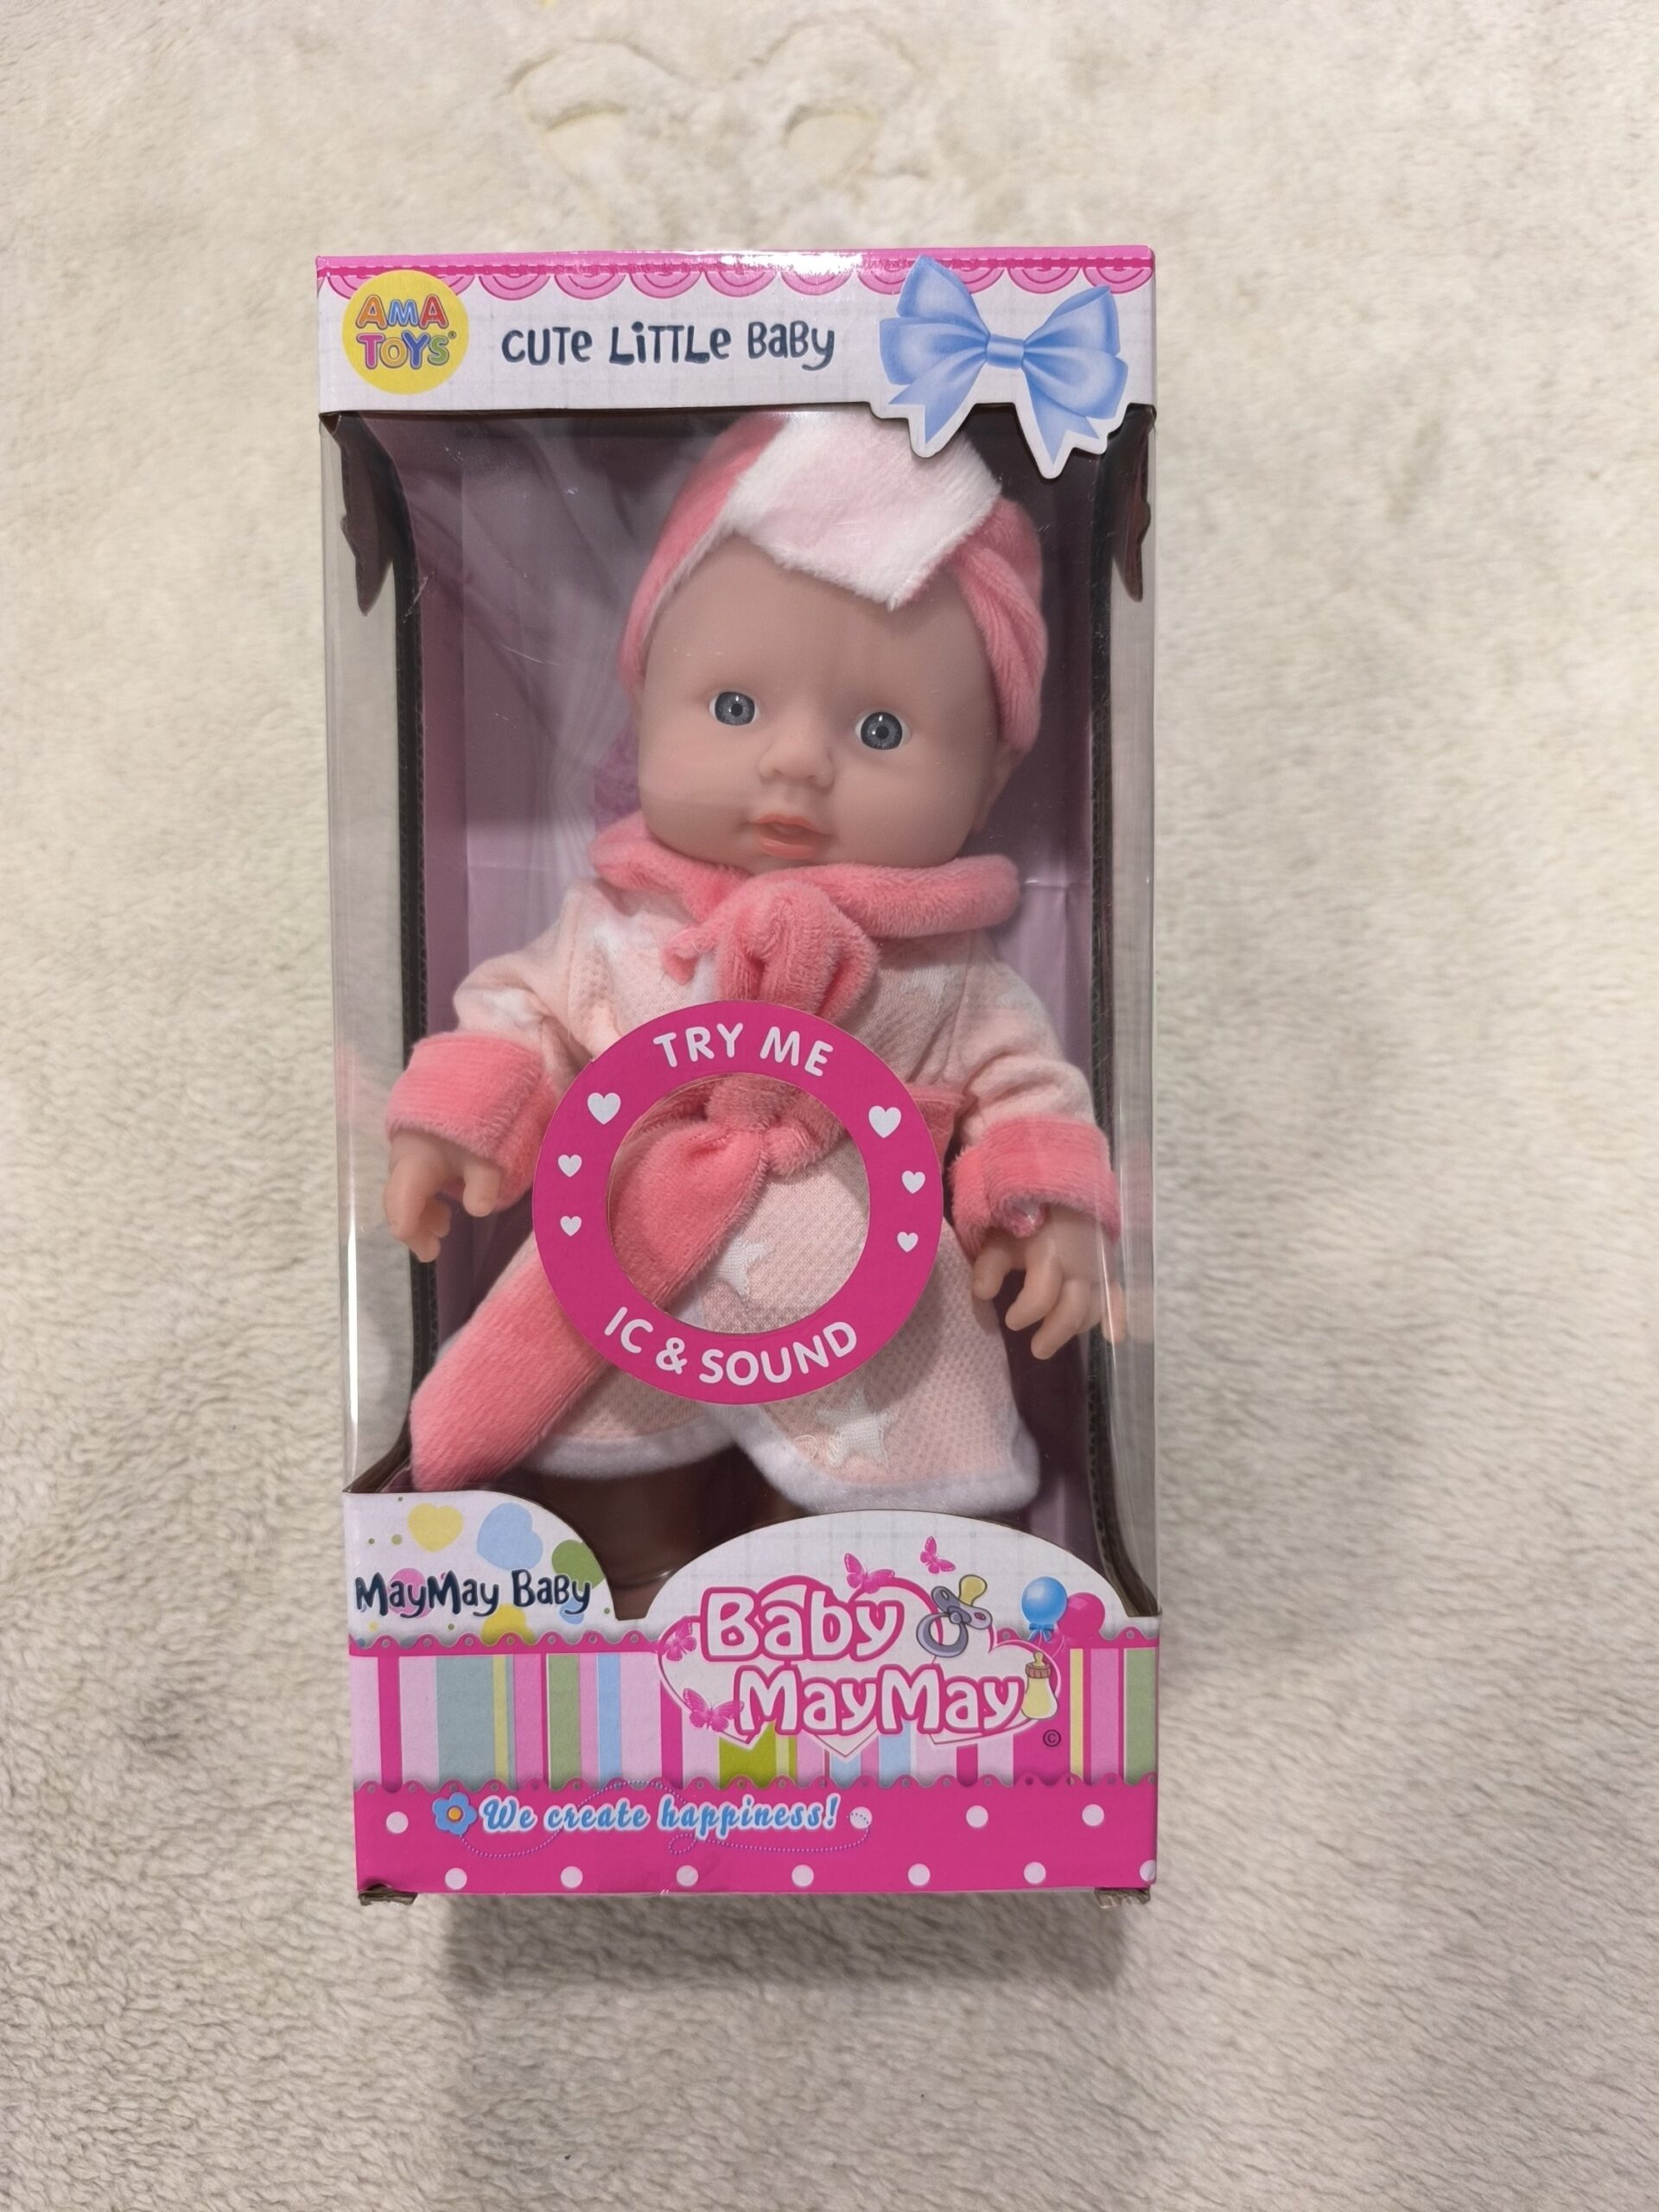 AMA
TOYS®
CUTe LiTTLe BaBy
TRY ME
IC & SOUND
MayMay BaBy
Baby
MayMay
©
We create happiness!